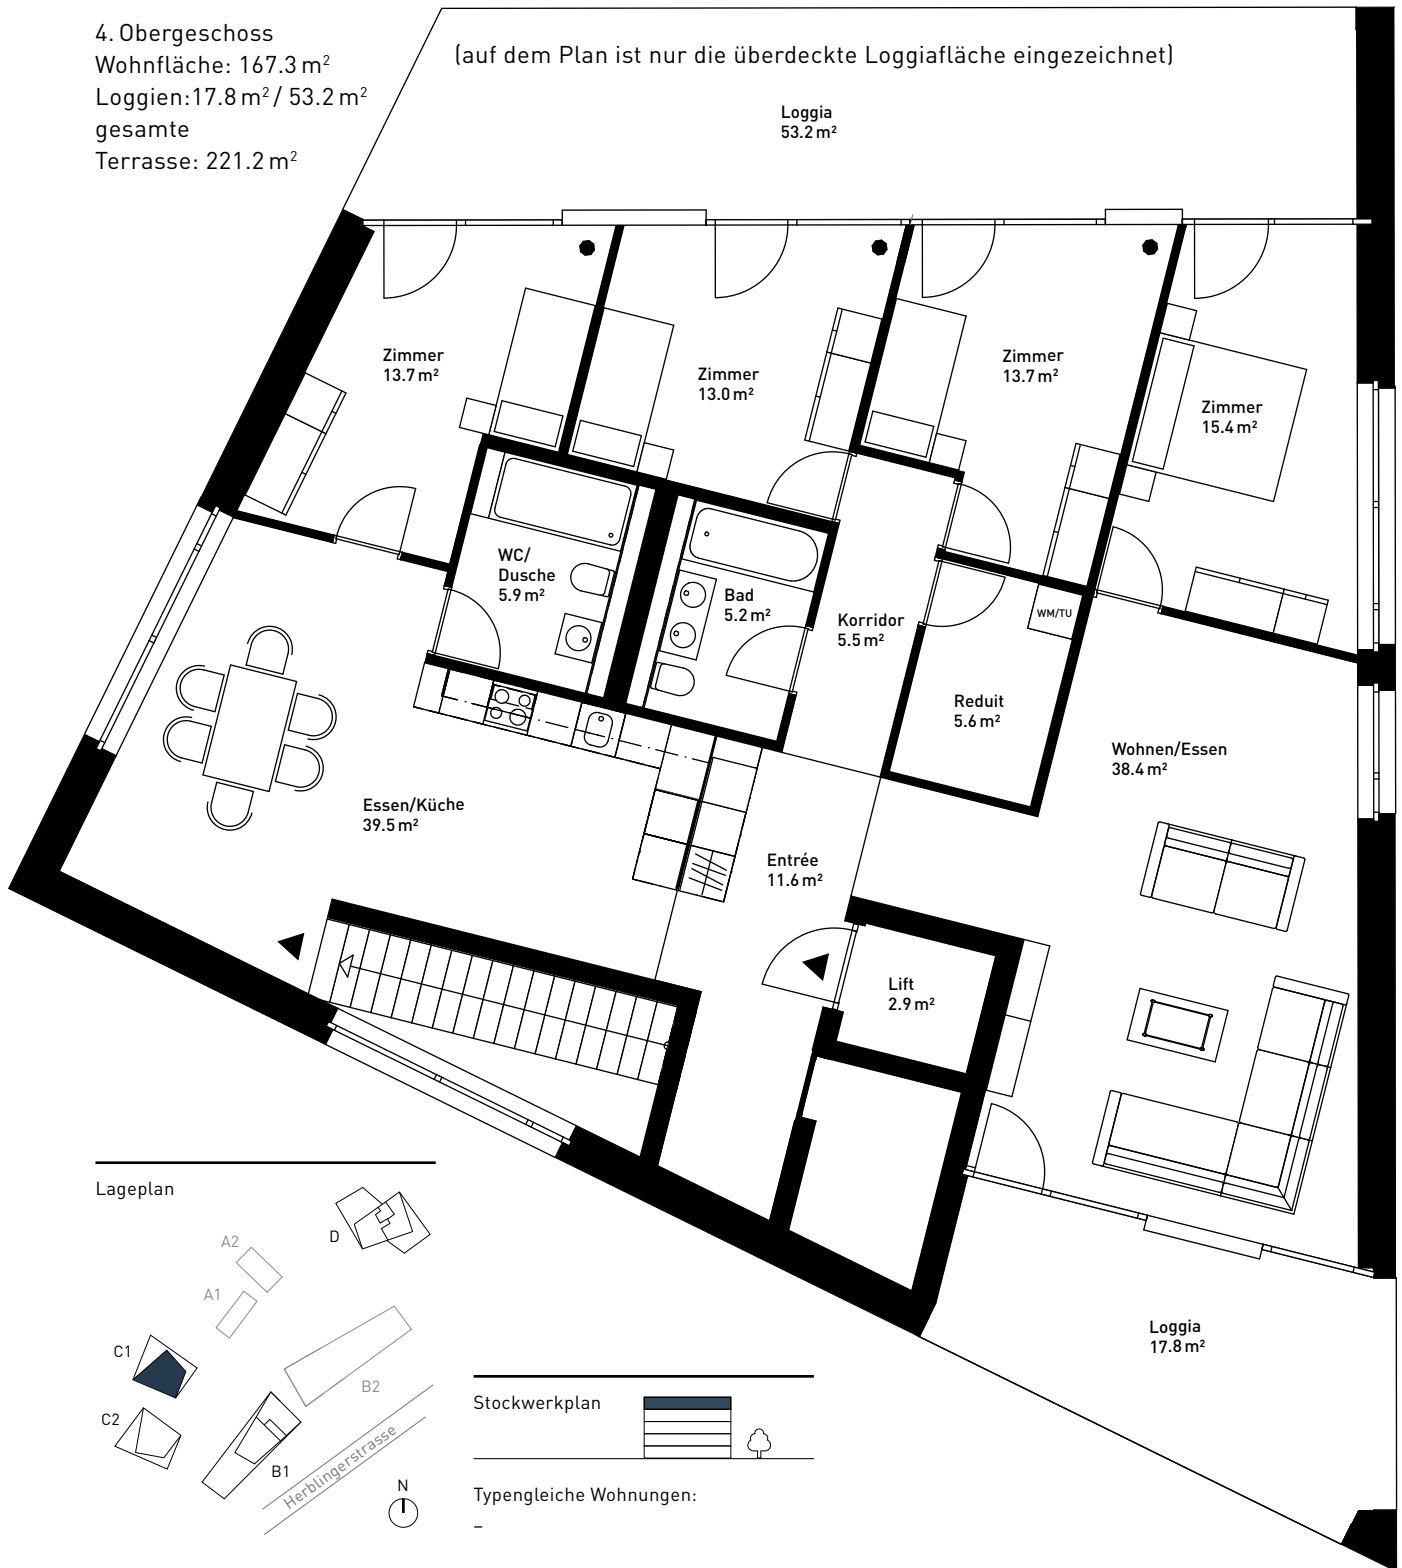 4. Obergeschoss
Wohnfläche: 167.3 m²
Loggien:17.8 m² / 53.2 m²
gesamte
Terrasse: 221.2 m²
(auf dem Plan ist nur die überdeckte Loggiafläche eingezeichnet)
Loggia
53.2 m²
Zimmer
13.7 m²
Zimmer
13.0 m²
Zimmer
13.7 m²
Zimmer
15.4 m²
WC/
Dusche
5.9 m²
Bad
5.2 m²
Korridor
5.5 m²
WM/TU
Reduit
5.6 m²
Wohnen/Essen
38.4 m²
Essen/Küche
39.5 m²
Entrée
11.6 m²
Lift
2.9 m²
Loggia
17.8 m²
Lageplan
D
A2
A1
C1
B2
C2
B1
Herblingerstrasse
N
Stockwerkplan
Typengleiche Wohnungen:
–